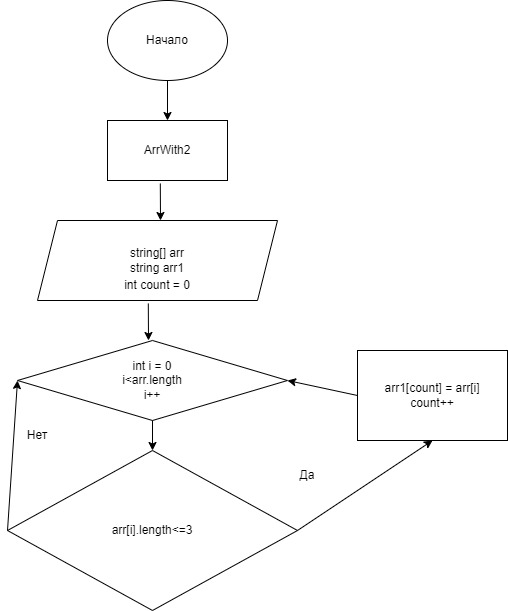 Начало
ArrWith2
string[] arr
string arr1
int count = 0
int i = 0
i<arr.length
i++
arr1[count] = arr[i]
count++
Нет
Да
arr[i].length<=3